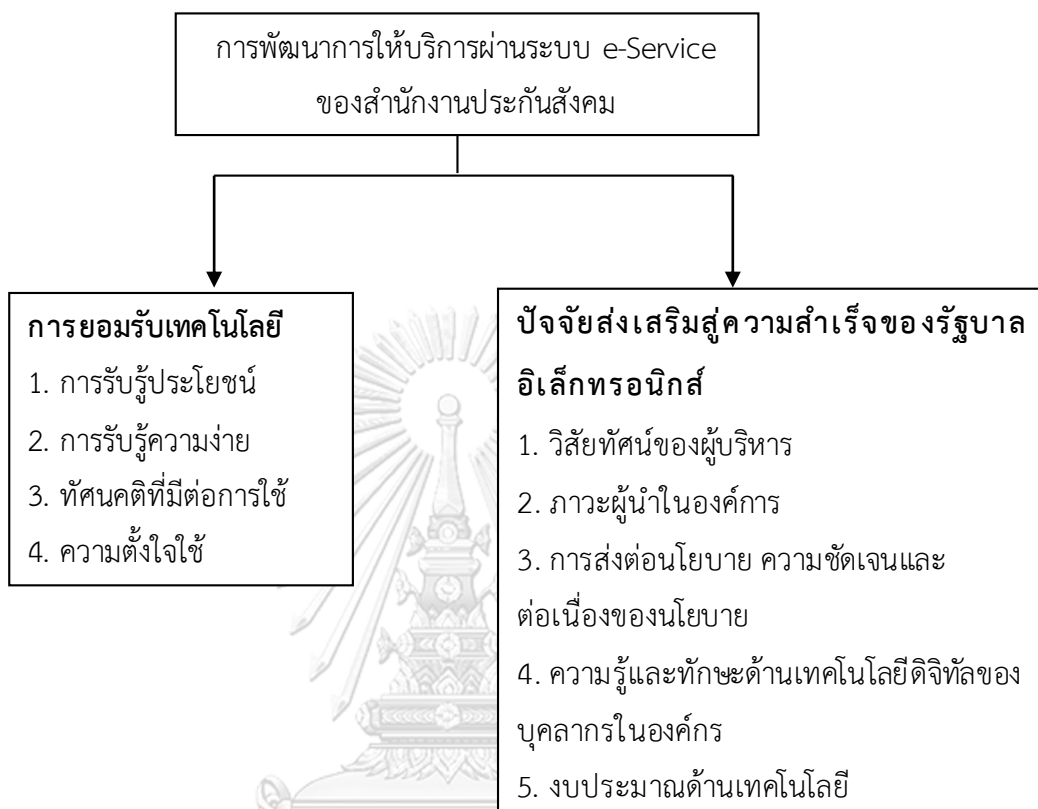 การพัฒนาการให้บริการผ่านระบบ e-Service
ของสำนักงานประกันสังคม
การยอมรับเทคโนโลยี
1. การรับรู้ประโยชน์
2. การรับรู้ความง่าย
3. ทัศนคติที่มีต่อการใช้
4. ความตั้งใจใช้
ปัจจัยส่งเสริมสู่ความสำเร็จของรัฐบาล
อิเล็กทรอนิกส์
1. วิสัยทัศน์ของผู้บริหาร
2. ภาวะผู้นำในองค์การ
3. การส่งต่อนโยบาย ความชัดเจนและ
ต่อเนื่องของนโยบาย
4. ความรู้และทักษะด้านเทคโนโลยีดิจิทัลของ
บุคลากรในองค์กร
5. งบประมาณด้านเทคโนโลยี